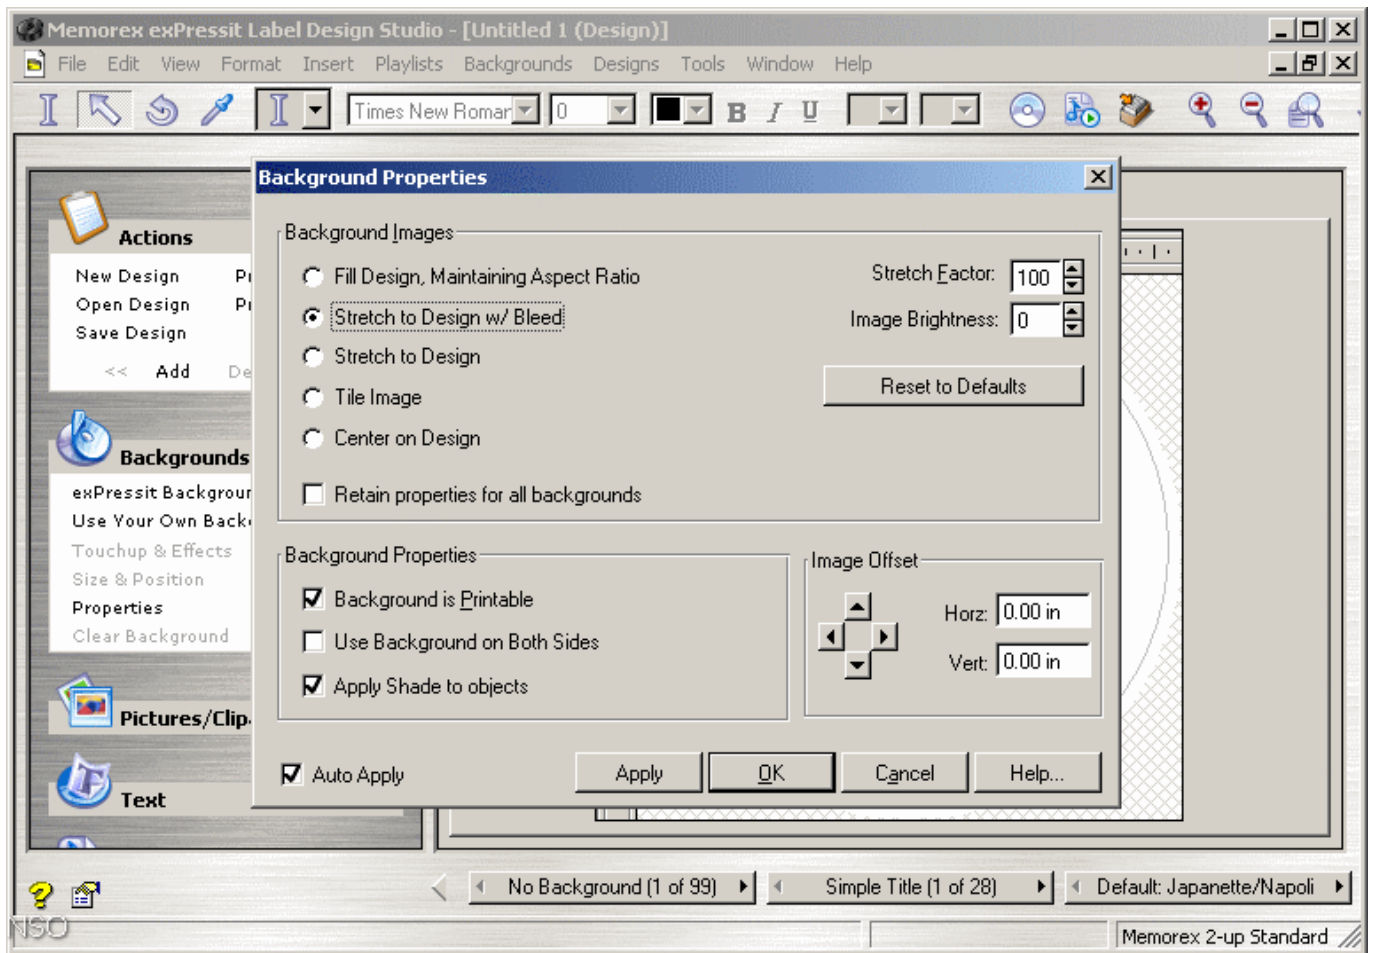 Memorex exPressit Label Design Studio - [Untitled 1 (Design)]
File Edit View Format Insert Playlists Backgrounds Designs Tools Window Help
Times New Roman 0 B I U
Background Properties
Actions
New Design
Open Design
Save Design
<< Add
Background Images
Fill Design, Maintaining Aspect Ratio
Stretch to Design w/ Bleed
Stretch to Design
Tile Image
Center on Design
Retain properties for all backgrounds
Stretch Factor: 100
Image Brightness: 0
Reset to Defaults
Backgrounds
exPressit Backgroun
Use Your Own Back
Touchup & Effects
Size & Position
Properties
Clear Background
Background Properties
Background is Printable
Use Background on Both Sides
Apply Shade to objects
Image Offset
Horz: 0.00 in
Vert: 0.00 in
Pictures/Clip
Text
Auto Apply
Apply OK Cancel Help...
No Background (1 of 99) Simple Title (1 of 28) Default: Japanette/Napoli
NSO
Memorex 2-up Standard